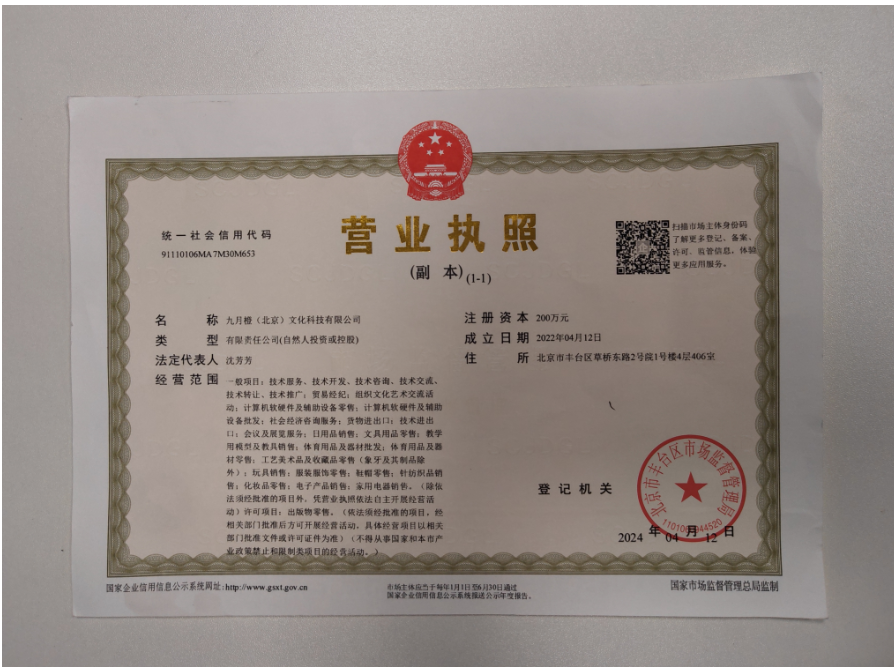 营业执照
(副 本)(1-1)
统一社会信用代码
91110106MA7M30M653
扫描市场主体身份码
了解更多登记、备案、
许可、监管信息、体验
更多应用服务。
名 称 九月橙（北京）文化科技有限公司
类 型 有限责任公司(自然人投资或控股)
法定代表人 沈芳芳
经营范围 一般项目：技术服务、技术开发、技术咨询、技术交流、
技术转让、技术推广；贸易经纪；组织文化艺术交流活
动；计算机软硬件及辅助设备零售；计算机软硬件及辅助
设备批发；社会经济咨询服务；货物进出口；技术进出
口；会议及展览服务；日用品销售；文具用品零售；教学
用模型及教具销售；体育用品及器材批发；体育用品及器
材零售；工艺美术品及收藏品零售（象牙及其制品除
外）；玩具销售；服装服饰零售；鞋帽零售；针纺织品销
售；化妆品零售；电子产品销售；家用电器销售。（除依
法须经批准的项目外，凭营业执照依法自主开展经营活
动）许可项目：出版物零售。（依法须经批准的项目，经
相关部门批准后方可开展经营活动，具体经营项目以相关
部门批准文件或许可证件为准）（不得从事国家和本市产
业政策禁止和限制类项目的经营活动。）
注册资本 200万元
成立日期 2022年04月12日
住 所 北京市丰台区草桥东路2号院1号楼4层406室
登记机关
北京市丰台区市场监督管理局
2024 年 04 月 12 日
国家企业信用信息公示系统网址：http://www.gsxt.gov.cn
市场主体应当于每年1月1日至6月30日通过
国家企业信用信息公示系统报送公示年度报告。
国家市场监督管理总局监制